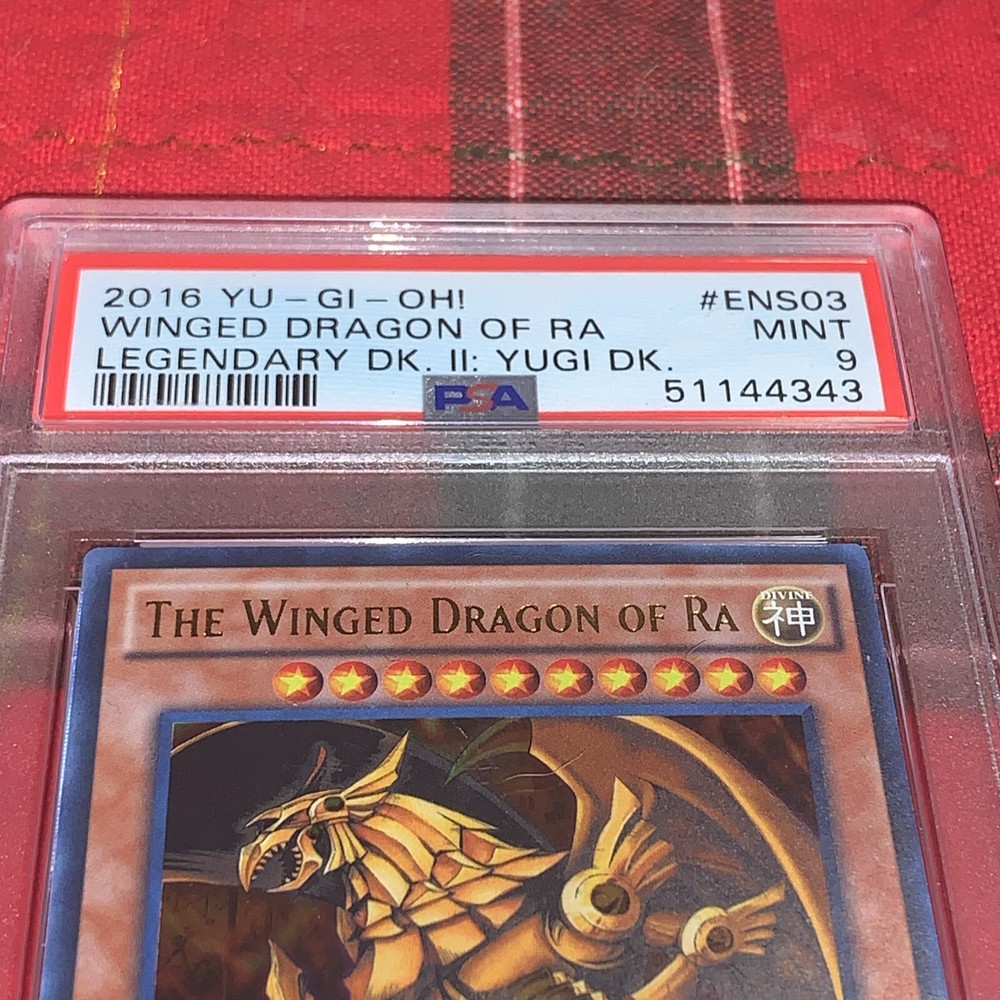 2016 YU-GI-OH! #ENS03
WINGED DRAGON OF RA MINT
LEGENDARY DK. II: YUGI DK. 9
PSA 51144343
THE WINGED DRAGON OF RA
DIVINE
神